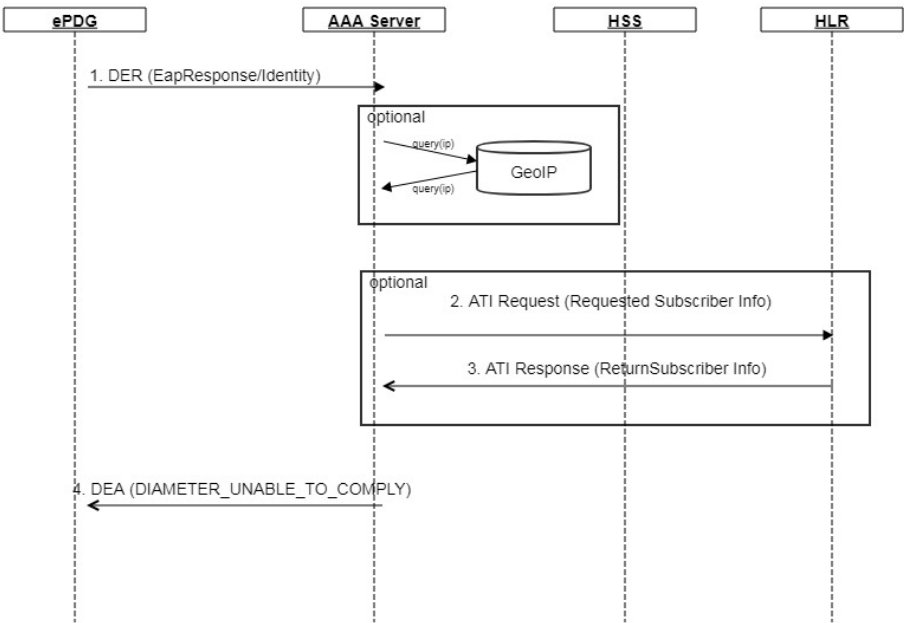 ePDG
AAA Server
HSS
HLR
1. DER (EapResponse/Identity)
optional
query(ip)
GeoIP
query(ip)
optional
2. ATI Request (Requested Subscriber Info)
3. ATI Response (ReturnSubscriber Info)
4. DEA (DIAMETER_UNABLE_TO_COMPLY)